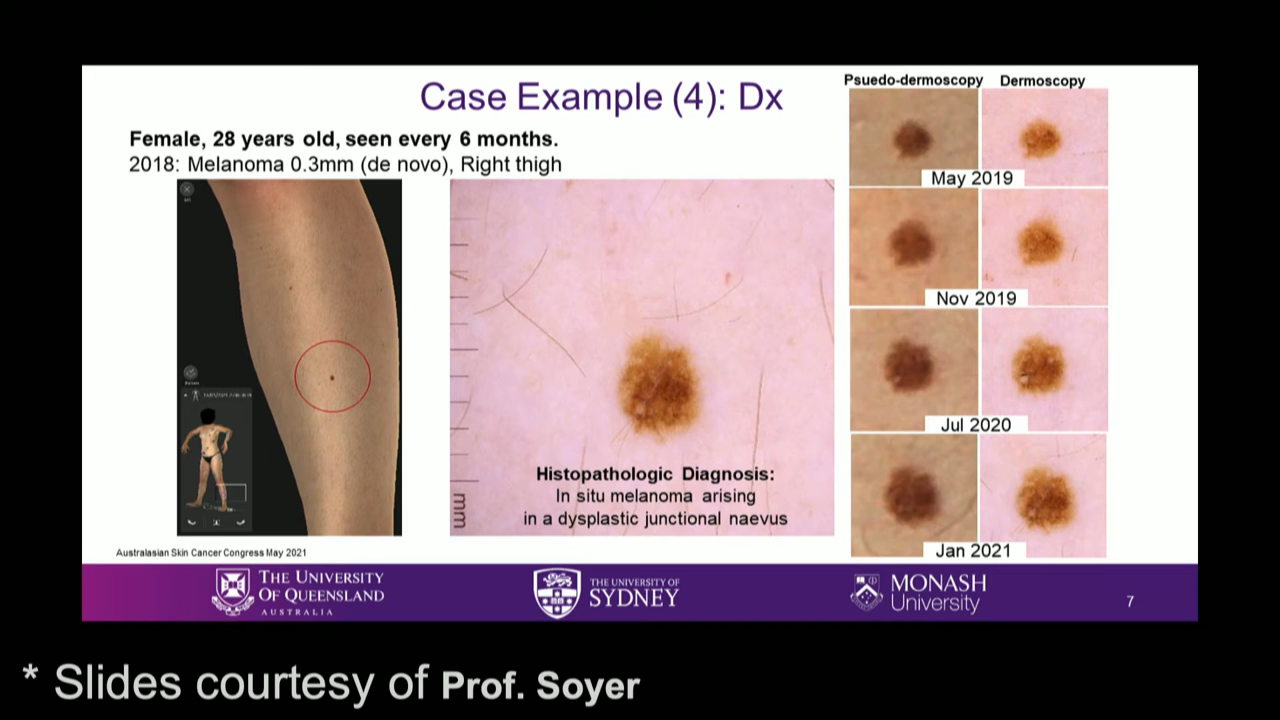 Case Example (4): Dx
Female, 28 years old, seen every 6 months.
2018: Melanoma 0.3mm (de novo), Right thigh
Psuedo-dermoscopy
Dermoscopy
May 2019
Nov 2019
Jul 2020
Jan 2021
mm
Histopathologic Diagnosis:
In situ melanoma arising
in a dysplastic junctional naevus
Australasian Skin Cancer Congress May 2021
THE UNIVERSITY
OF QUEENSLAND
AUSTRALIA
THE UNIVERSITY OF
SYDNEY
MONASH
University
7
* Slides courtesy of Prof. Soyer